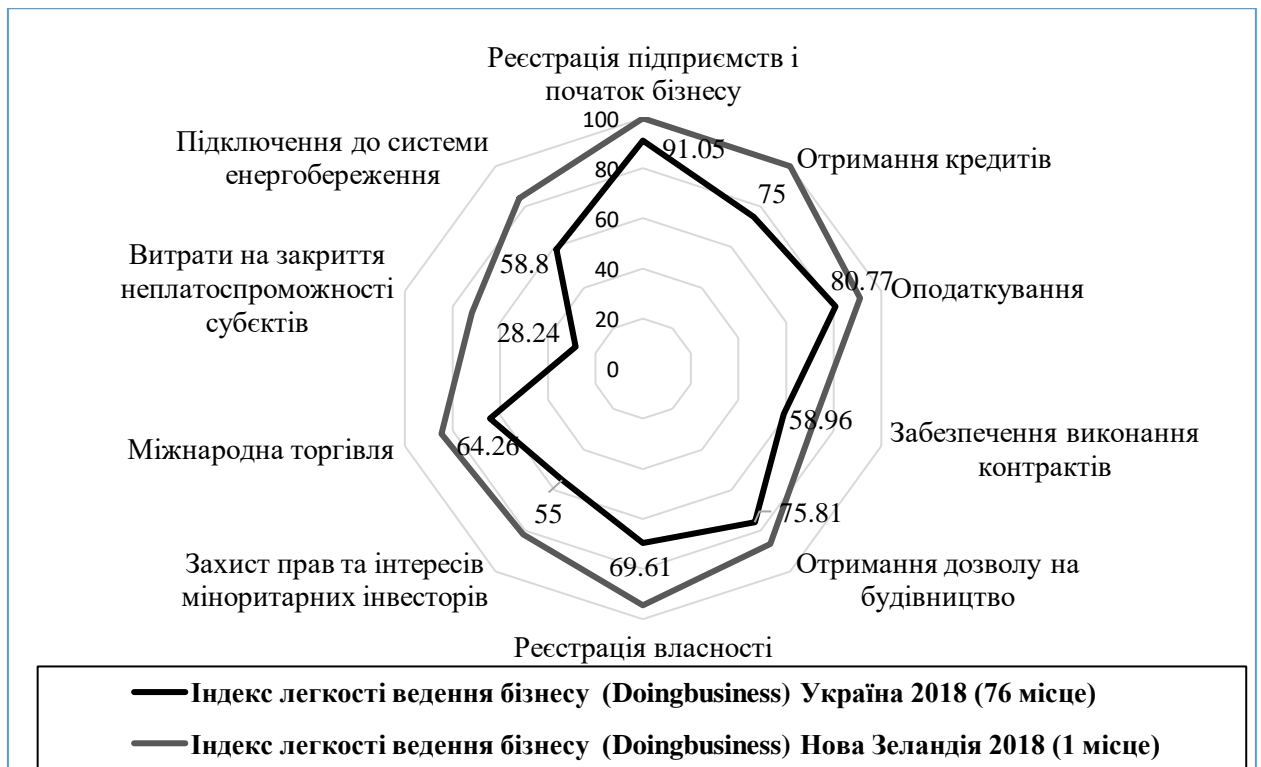 Реєстрація підприємств і
початок бізнесу
100
Підключення до системи
енергобереження
91.05
Отримання кредитів
80
75
Витрати на закриття
неплатоспроможності
субєктів
60
58.8
80.77
Оподаткування
40
28.24
20
0
Міжнародна торгівля
64.26
58.96
Забезпечення виконання
контрактів
55
75.81
Захист прав та інтересів
міноритарних інвесторів
69.61
Отримання дозволу на
будівництво
Реєстрація власності
Індекс легкості ведення бізнесу (Doingbusiness) Україна 2018 (76 місце)
Індекс легкості ведення бізнесу (Doingbusiness) Нова Зеландія 2018 (1 місце)